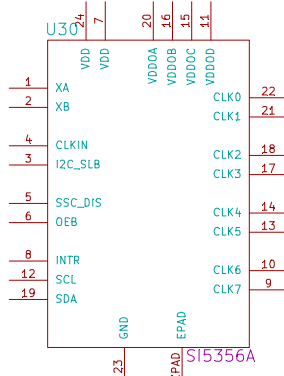 24 7 20 16 15 11
U30
VDD VDD VDDOA VDDOB VDDOC VDDOD
1 XA CLK0 22
2 XB CLK1 21
4 CLKIN CLK2 18
3 I2C_SLB CLK3 17
5 SSC_DIS CLK4 14
6 OEB CLK5 13
8 INTR CLK6 10
12 SCL CLK7 9
19 SDA
GND EPAD
SI5356A
23 EPAD